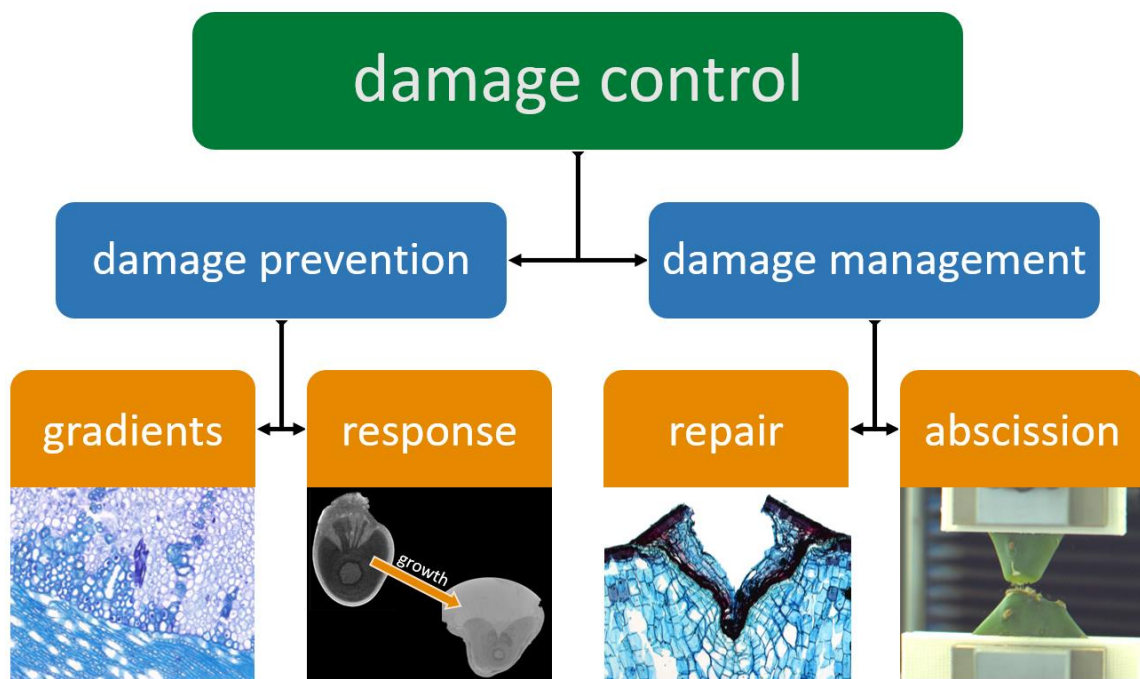 damage control
damage prevention
damage management
gradients
response
repair
abscission
growth